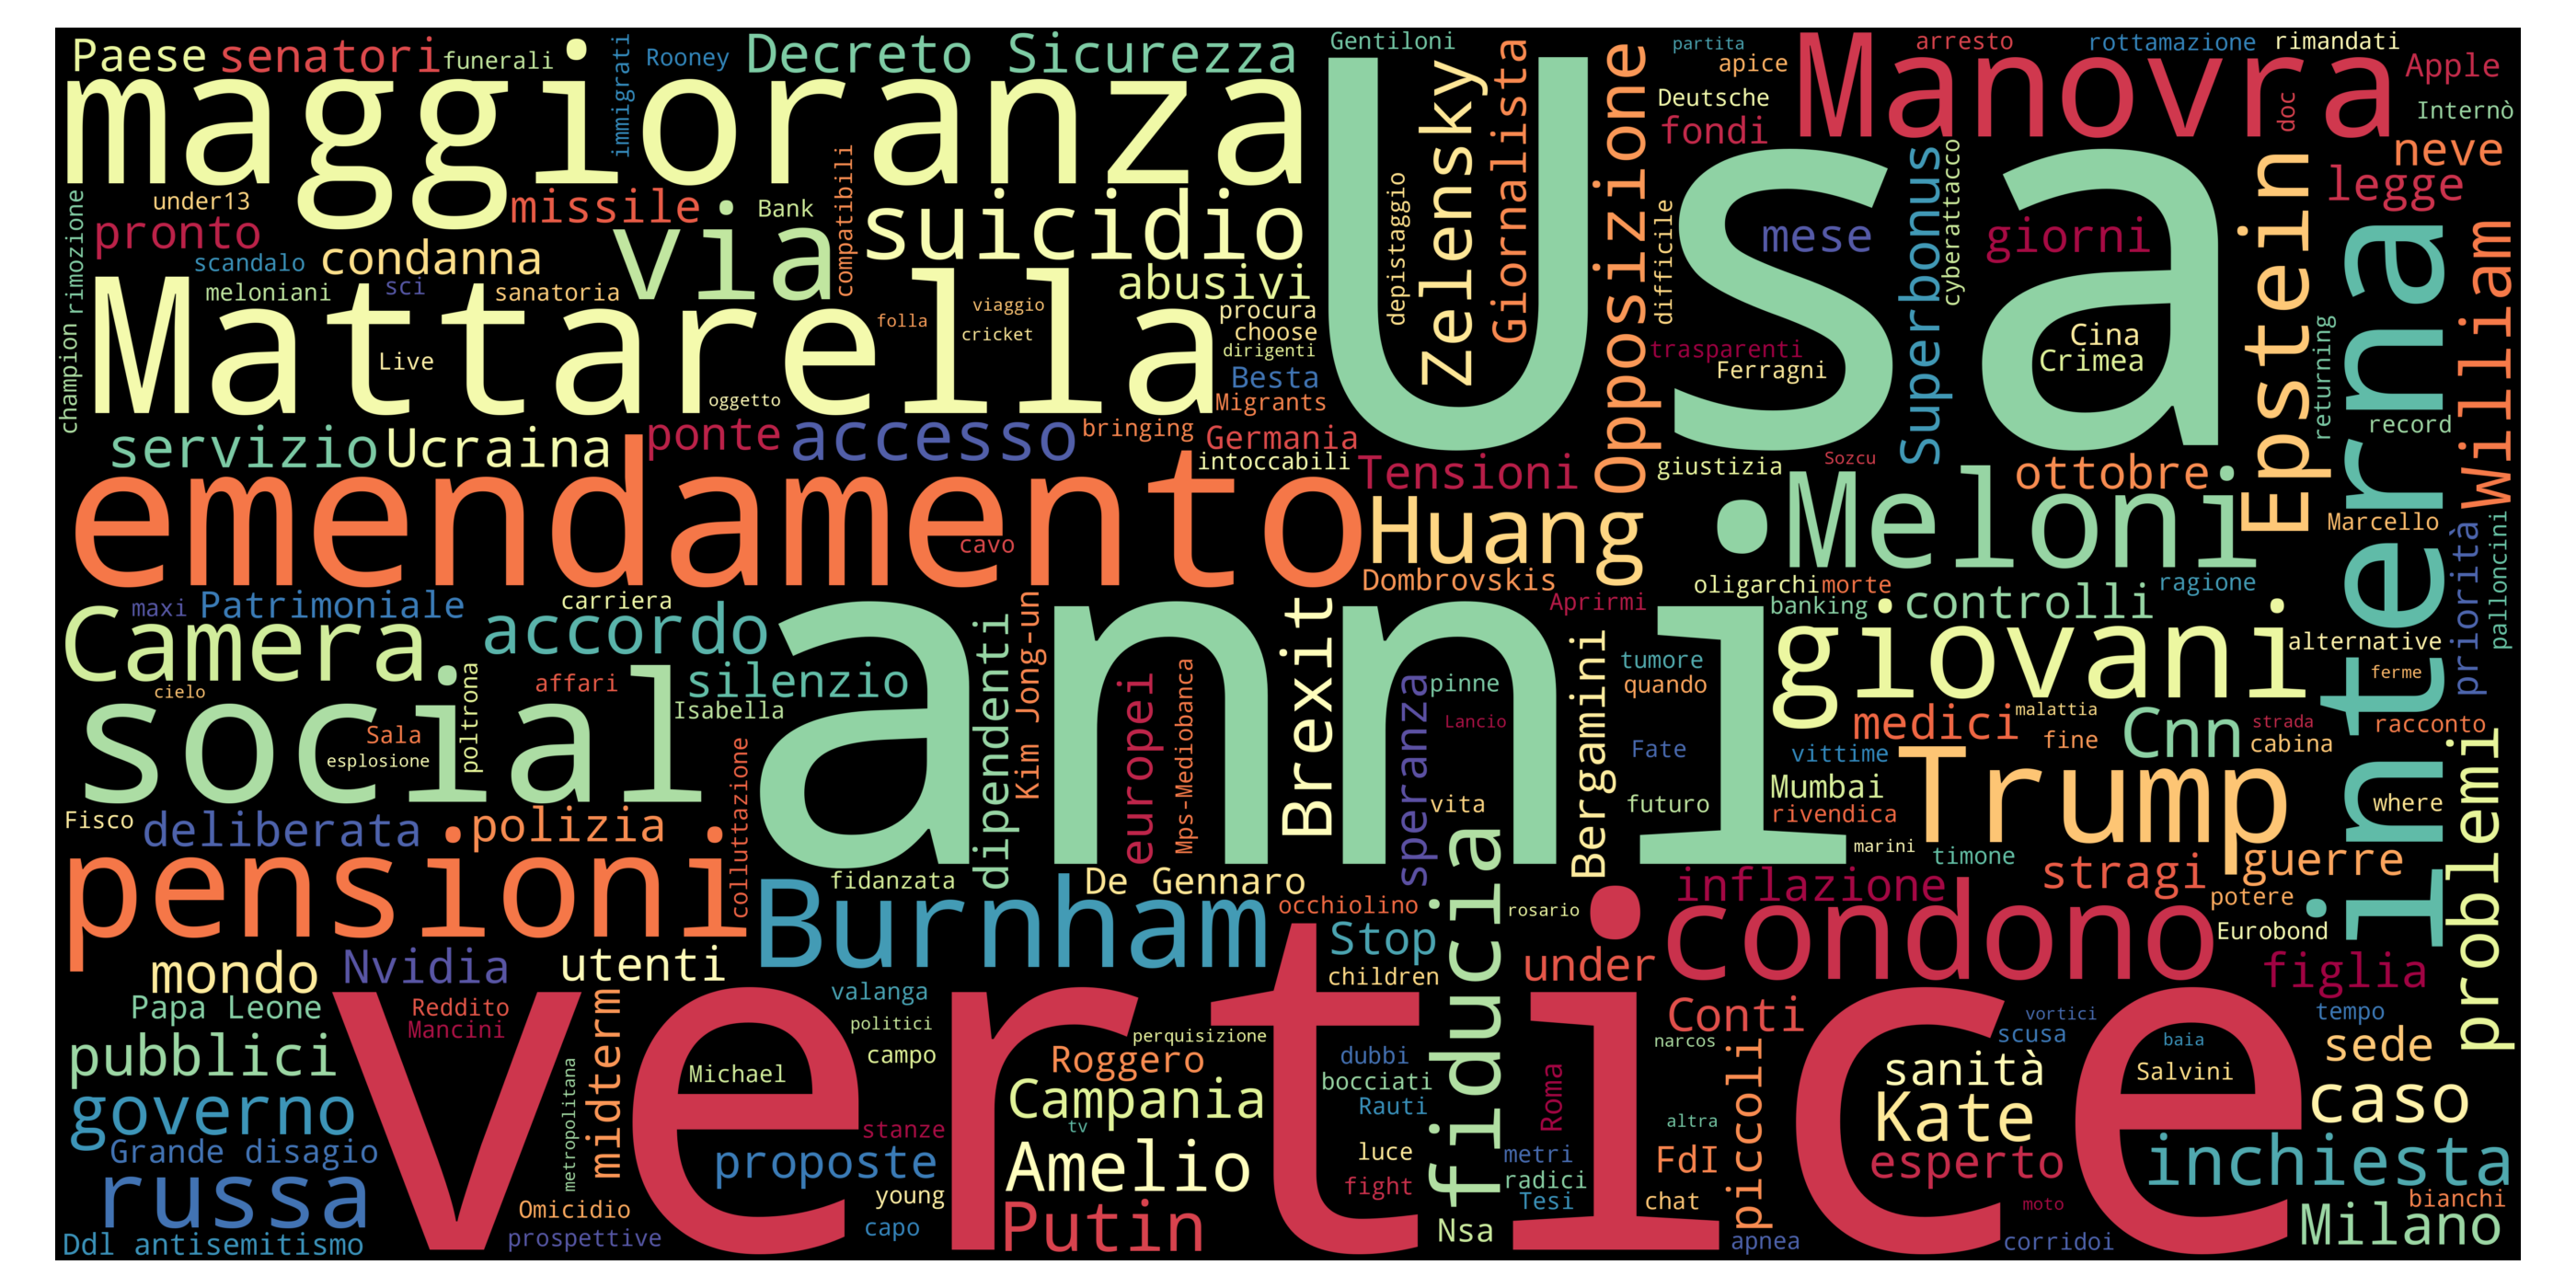 Paese
senatori
funerali
immigrati
Rooney
Decreto Sicurezza
Gentiloni
partita
arresto
rottamazione
rimandati
maggioranza
Usa
Zelensky
Giornalista
Opposizione
apice
Deutsche
fondi
Manovra
Apple
doc
Internò
neve
legge
rimozione
under13
missile
Bank
compatibili
suicidio
depistaggio
difficile
mese
Superbonus
cyberattacco
giorni
Epstein
interna
William
pronto
scandalo
condanna
via
meloniani
sci
sanatoria
abusivi
champion
Mattarella
Live
folla
viaggio
cricket
procura
choose
dirigenti
Besta
Migrants
oggetto
trasparenti
Ferragni
Cina
Crimea
returning
record
servizio
Ucraina
ponte
accesso
bringing
Germania
intoccabili
Tensioni
giustizia
Sozcu
ottobre
Marcello
priorità
palloncini
emendamento
cavo
Huang
Dombrovskis
Meloni
oligarchi
morte
ragione
maxi
Patrimoniale
carriera
Aprirmi
banking
controlli
Camera
accordo
anni
dipendenti
Kim Jong-un
Brexit
Bergamini
giovani
alternative
ferme
cielo
social
poltrona
affari
silenzio
Isabella
europei
Mps-Mediobanca
speranza
pinne
Lancio
tumore
quando
medici
malattia
Cnn
strada
racconto
Sala
esplosione
colluttazione
Fate
vittime
fine
cabina
problemi
Fisco
deliberata
polizia
vita
futuro
Mumbai
rivendica
Trump
where
pensioni
marini
timone
stragi
guerre
fidanzata
De Gennaro
fiducia
inflazione
potere
Burnham
occhiolino
rosario
condono
Eurobond
mondo
Nvidia
utenti
Stop
children
under
figlia
Papa Leone
Reddito
Mancini
midterm
vertice
valanga
politici
campo
perquisizione
dubbi
Conti
narcos
vortici
scusa
baia
tempo
sede
pubblici
Michael
Roggero
bocciati
Rauti
Roma
piccoli
sanità
Salvini
governo
metropolitana
Campania
tv
stanze
altra
Kate
caso
Grande disagio
proposte
Amelio
luce
metri
FdI
esperto
inchiesta
russa
Omicidio
young
fight
radici
Tesi
chat
moto
bianchi
Ddl antisemitismo
prospettive
capo
Putin
Nsa
apnea
corridoi
Milano